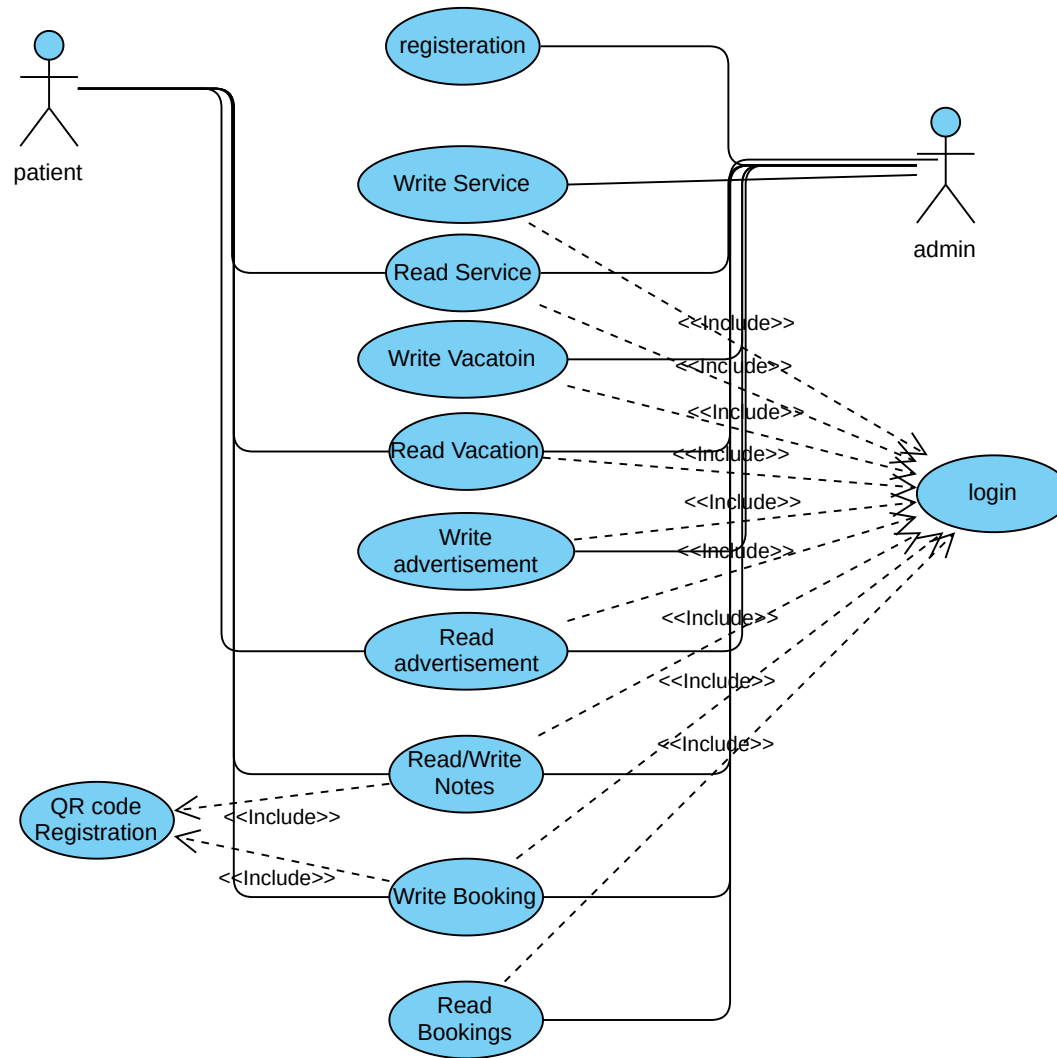 registeration
patient
Write Service
admin
Read Service
<<Include>>
Write Vacatoin
<<Include>>
<<Include>>
Read Vacation
<<Include>>
login
<<Include>>
Write
advertisement
<<Include>>
Read
advertisement
<<Include>>
<<Include>>
<<Include>>
Read/Write
Notes
QR code
Registration
<<Include>>
<<Include>>
Write Booking
Read
Bookings